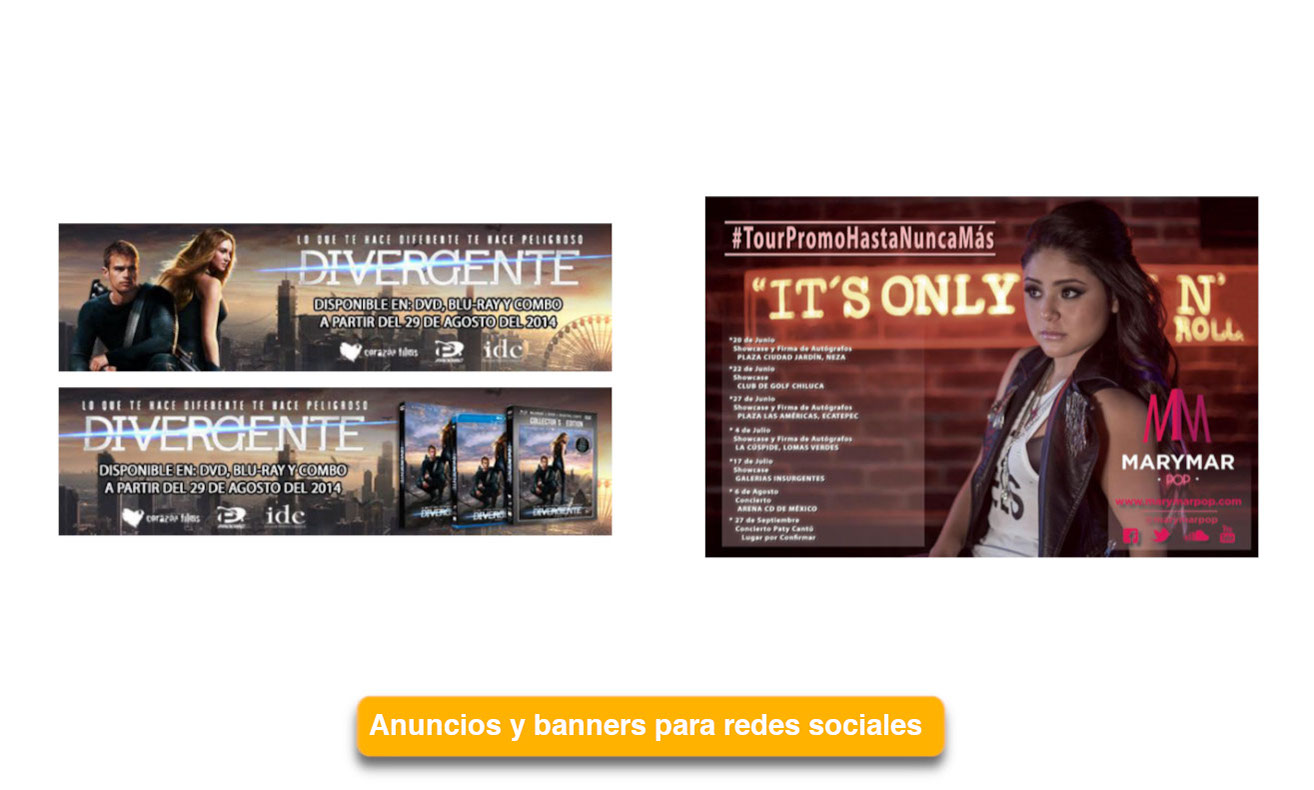 LO QUE TE HACE DIFERENTE TE HACE PELIGROSO
DIVERGENTE
DISPONIBLE EN: DVD, BLU-RAY Y COMBO
A PARTIR DEL 29 DE AGOSTO DEL 2014
corazón films
idc
LO QUE TE HACE DIFERENTE TE HACE PELIGROSO
DIVERGENTE
DISPONIBLE EN: DVD, BLU-RAY Y COMBO
A PARTIR DEL 29 DE AGOSTO DEL 2014
corazón films
idc
COLLECTOR'S EDITION
DIVERGENTE
#TourPromoHastaNuncaMás
"IT'S ONLY N'
ROLL
*20 de Junio
Showcase y Firma de Autógrafos
PLAZA CIUDAD JARDÍN, NEZA
*22 de Junio
Showcase
CLUB DE GOLF CHILUCA
*27 de Junio
Showcase y Firma de Autógrafos
PLAZA LAS AMÉRICAS, ECATEPEC
* 4 de Julio
Showcase y Firma de Autógrafos
LA CÚSPIDE, LOMAS VERDES
*17 de Julio
Showcase
GALERIAS INSURGENTES
* 6 de Agosto
Concierto
ARENA CD DE MÉXICO
* 27 de Septiembre
Concierto Paty Cantú
Lugar por Confirmar
MM
MARYMAR
· POP ·
www.marymarpop.com
marymarpop
Anuncios y banners para redes sociales